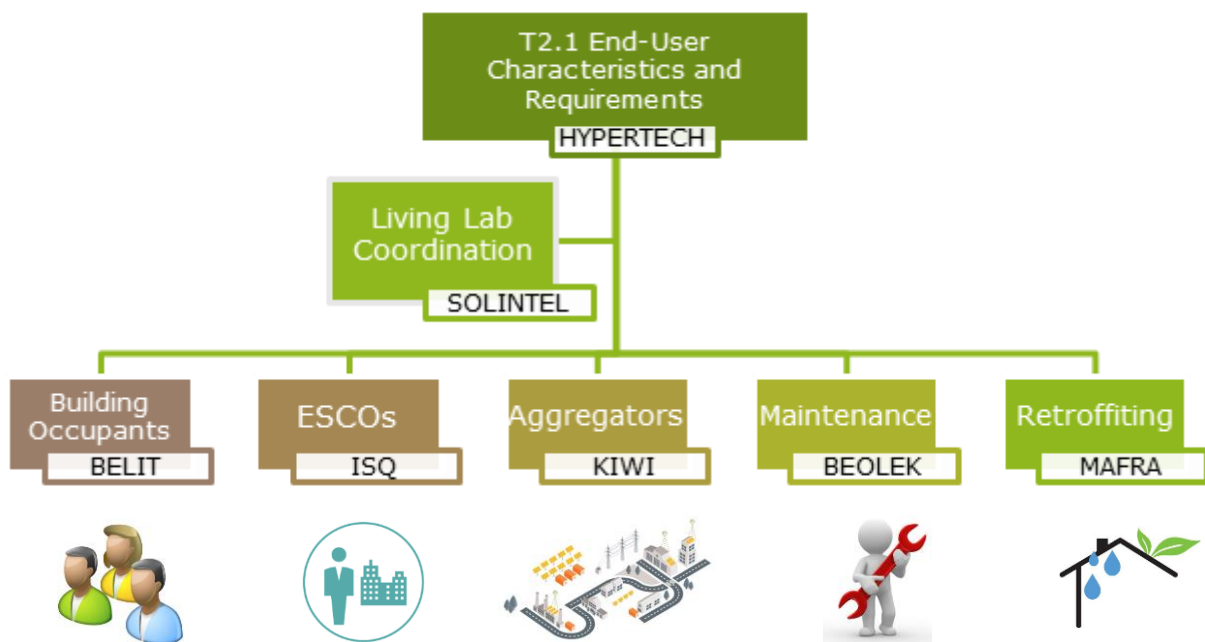 T2.1 End-User
Characteristics and
Requirements
HYPERTECH
Living Lab
Coordination
SOLINTEL
Building
Occupants
BELIT
ESCOs
ISQ
Aggregators
KIWI
Maintenance
BEOLEK
Retroffiting
MAFRA